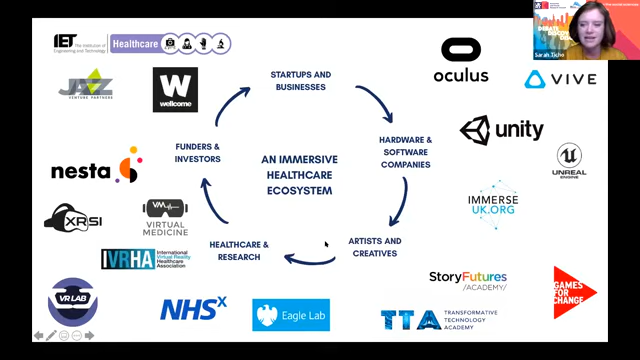 IET The Institution of
Engineering and Technology
Healthcare
JAZZ
VENTURE PARTNERS
W
wellcome
STARTUPS AND
BUSINESSES
oculus
VIVE
Sarah Ticho
FUNDERS &
INVESTORS
AN IMMERSIVE
HEALTHCARE
ECOSYSTEM
HARDWARE &
SOFTWARE
COMPANIES
unity
UNREAL
ENGINE
nesta
IMMERSE
UK.ORG
XRSI
VM
VIRTUAL
MEDICINE
IVRHA International
Virtual Reality
Healthcare
Association
HEALTHCARE &
RESEARCH
ARTISTS AND
CREATIVES
StoryFutures
/ACADEMY/
GAMES
FOR
CHANGE
VR LAB
NHSX
Eagle Lab
TTA TRANSFORMATIVE
TECHNOLOGY
ACADEMY